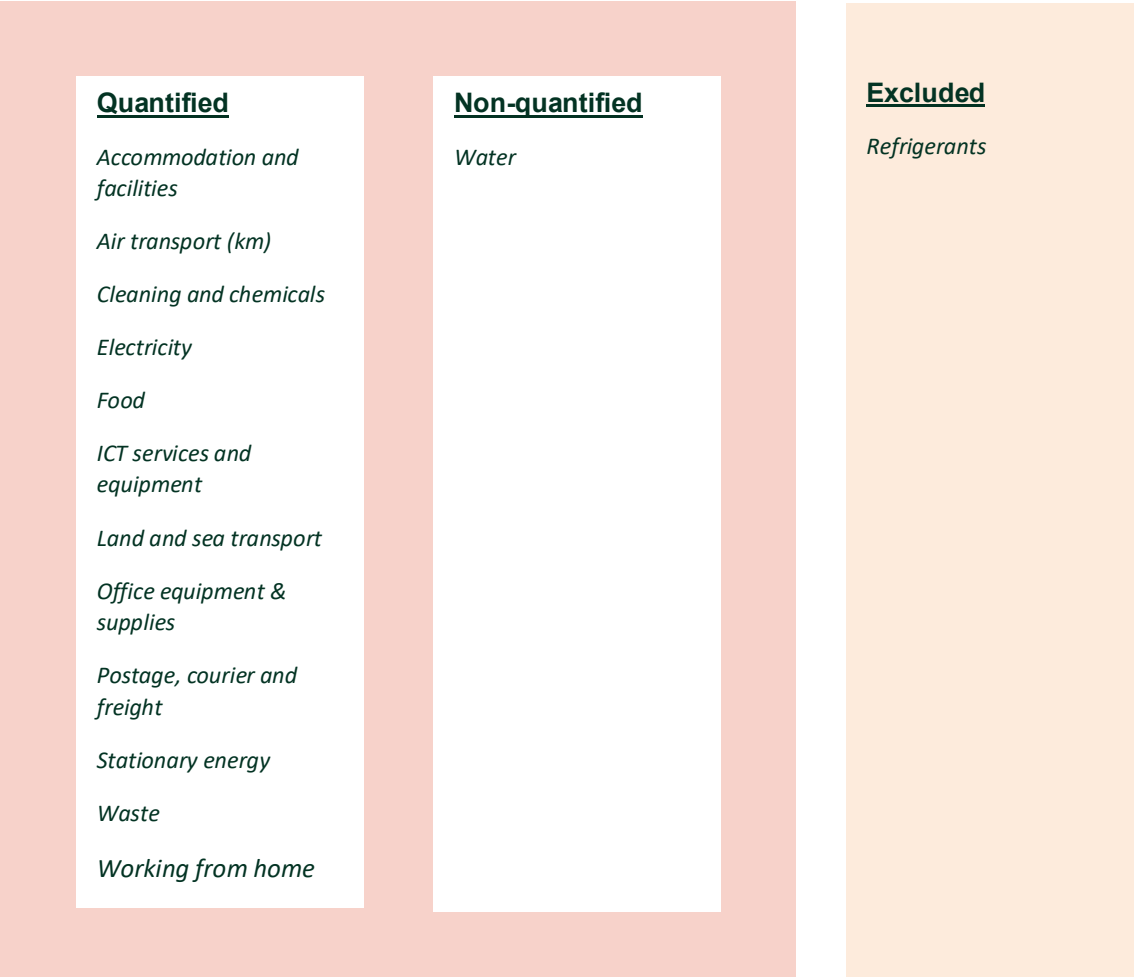 Quantified
Accommodation and
facilities
Air transport (km)
Cleaning and chemicals
Electricity
Food
ICT services and
equipment
Land and sea transport
Office equipment &
supplies
Postage, courier and
freight
Stationary energy
Waste
Working from home
Non-quantified
Water
Excluded
Refrigerants